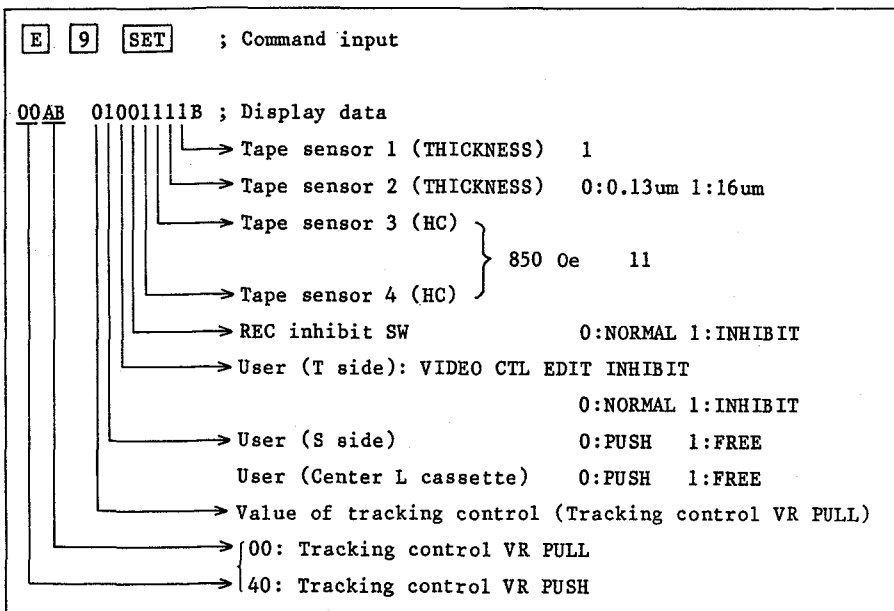 E 9 SET ; Command input
00AB 01001111B ; Display data
Tape sensor 1 (THICKNESS) 1
Tape sensor 2 (THICKNESS) 0:0.13um 1:16um
Tape sensor 3 (HC)
850 Oe 11
Tape sensor 4 (HC)
REC inhibit SW 0:NORMAL 1:INHIBIT
User (T side): VIDEO CTL EDIT INHIBIT
0:NORMAL 1:INHIBIT
User (S side) 0:PUSH 1:FREE
User (Center L cassette) 0:PUSH 1:FREE
Value of tracking control (Tracking control VR PULL)
00: Tracking control VR PULL
40: Tracking control VR PUSH